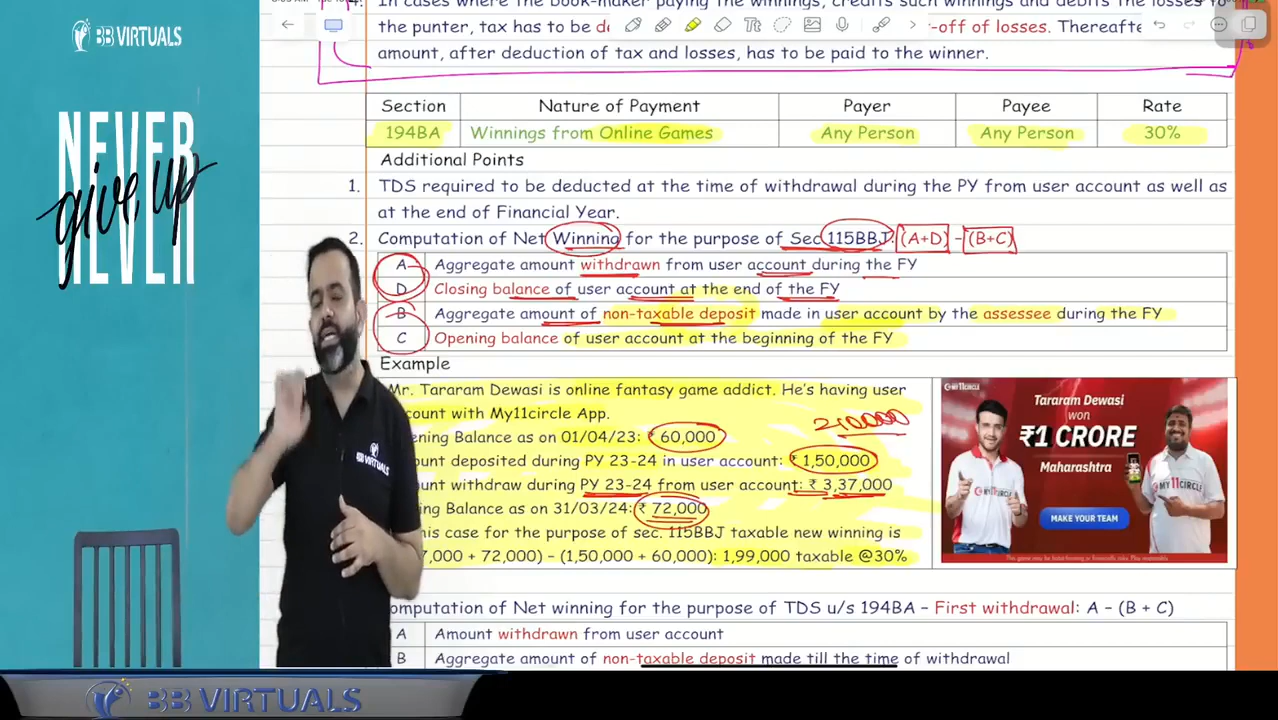 4. In cases where the book-maker paying the winnings, credits such winnings and debits the losses to
the punter, tax has to be -off of losses. Thereafte
amount, after deduction of tax and losses, has to be paid to the winner.
BB VIRTUALS
NEVER
give up
NEVER
Section Nature of Payment Payer Payee Rate
194BA Winnings from Online Games Any Person Any Person 30%
Additional Points
1. TDS required to be deducted at the time of withdrawal during the PY from user account as well as
at the end of Financial Year.
2. Computation of Net Winning for the purpose of Sec 115BBJ: (A+D) - (B+C)
A Aggregate amount withdrawn from user account during the FY
D Closing balance of user account at the end of the FY
B Aggregate amount of non-taxable deposit made in user account by the assessee during the FY
C Opening balance of user account at the beginning of the FY
Example
Mr. Tararam Dewasi is online fantasy game addict. He's having user
ccount with My11circle App.
ening Balance as on 01/04/23: ₹ 60,000
210000
ount deposited during PY 23-24 in user account: ₹ 1,50,000
ount withdraw during PY 23-24 from user account: ₹ 3,37,000
ing Balance as on 31/03/24: ₹ 72,000
his case for the purpose of sec. 115BBJ taxable new winning is
7,000 + 72,000) – (1,50,000 + 60,000): 1,99,000 taxable @30%
MY11CIRCLE
Tararam Dewasi
won
₹1 CRORE
Maharashtra
MY11CIRCLE
MAKE YOUR TEAM
omputation of Net winning for the purpose of TDS u/s 194BA – First withdrawal: A – (B + C)
A Amount withdrawn from user account
B Aggregate amount of non-taxable deposit made till the time of withdrawal
BB VIRTUALS
BB VIRTUALS